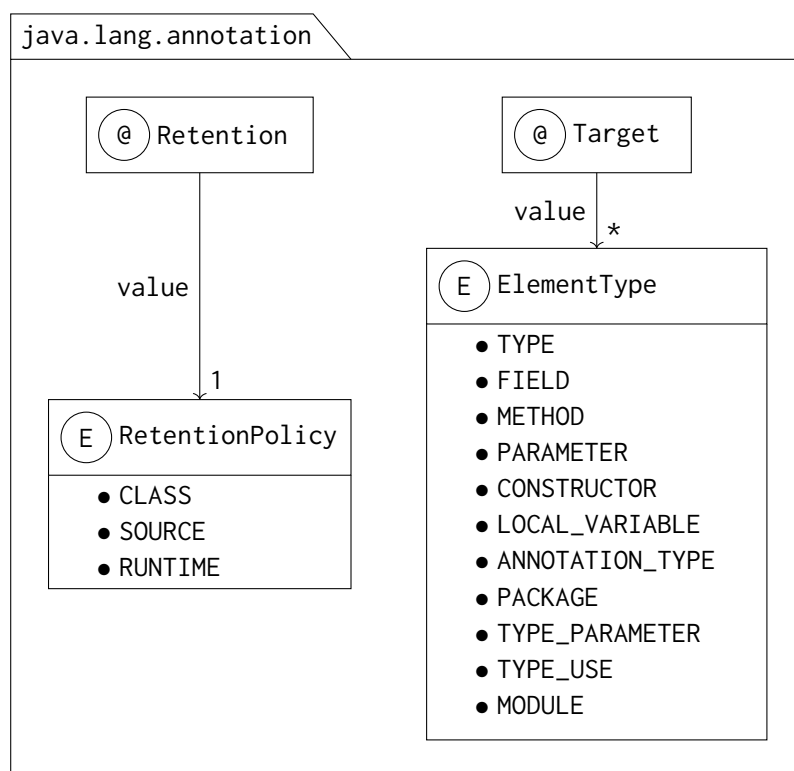 java.lang.annotation
@ Retention
value
1
E RetentionPolicy
● CLASS
● SOURCE
● RUNTIME
@ Target
value
*
E ElementType
● TYPE
● FIELD
● METHOD
● PARAMETER
● CONSTRUCTOR
● LOCAL_VARIABLE
● ANNOTATION_TYPE
● PACKAGE
● TYPE_PARAMETER
● TYPE_USE
● MODULE